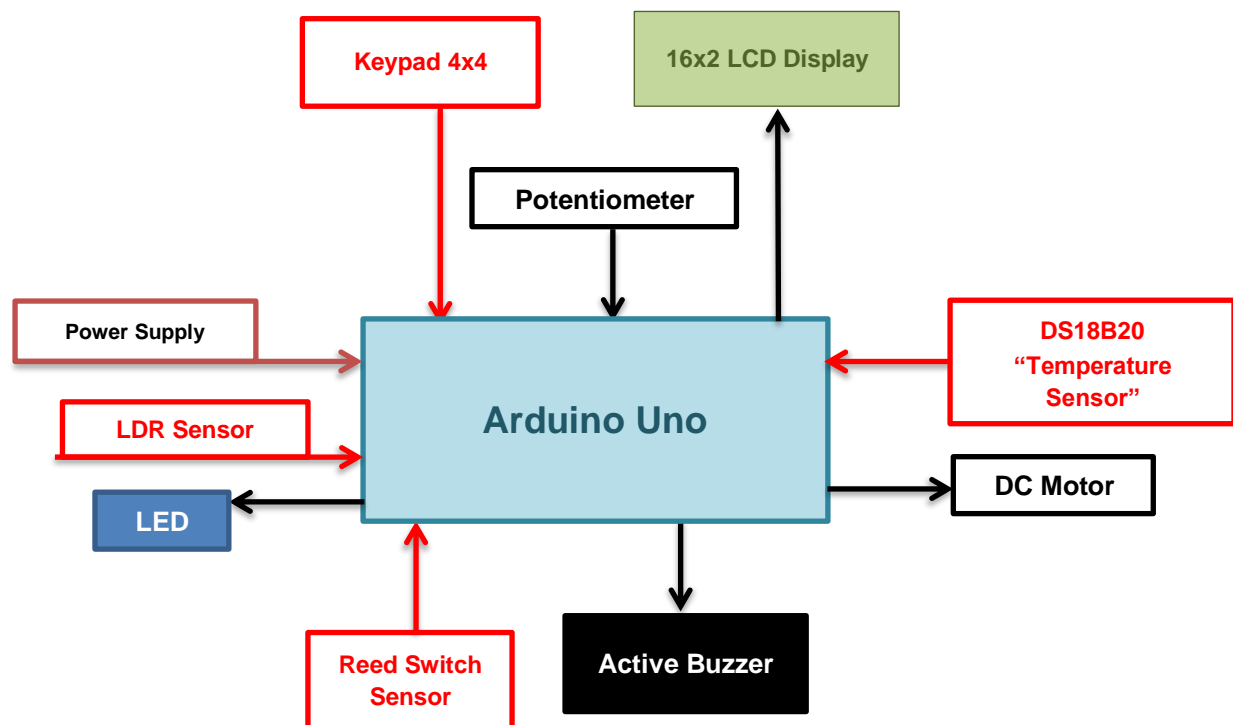 Keypad 4x4
16x2 LCD Display
Potentiometer
Power Supply
DS18B20
“Temperature
Sensor”
LDR Sensor
Arduino Uno
DC Motor
LED
Reed Switch
Sensor
Active Buzzer